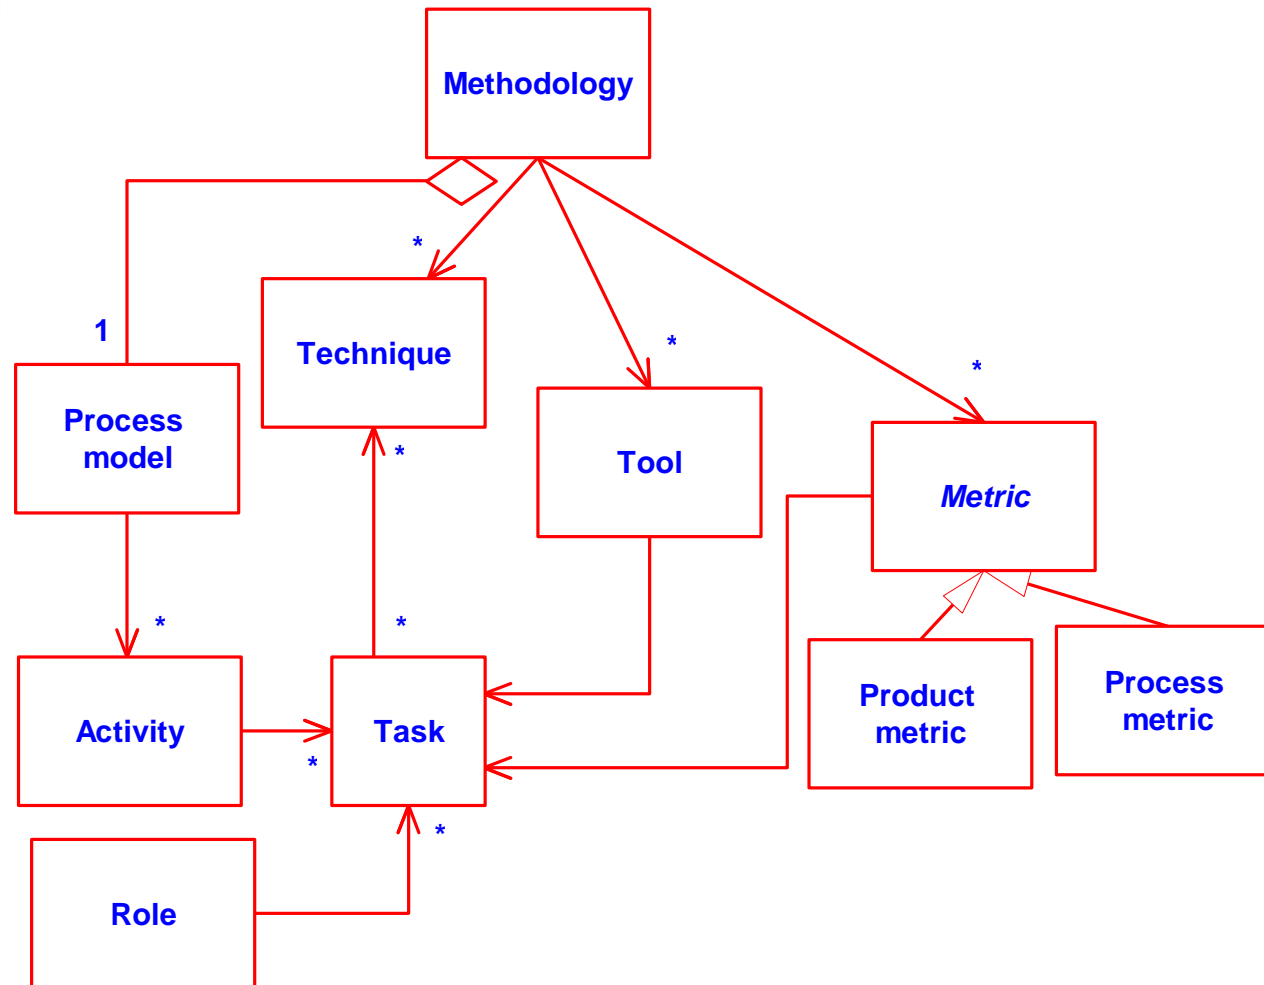 Methodology
*
Technique
1
*
*
Process
model
*
Tool
Metric
*
*
Activity
*
Task
Product
metric
Process
metric
*
Role